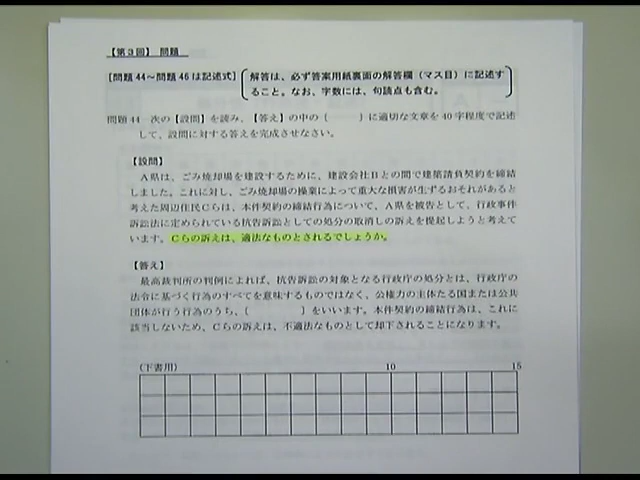 【第3回】 問題
[問題44~問題46は記述式] (解答は、必ず答案用紙裏面の解答欄(マス目)に記述す
ること。なお、字数には、句読点も含む。)
問題44 次の【設問】を読み、【答え】の中の〔 〕に適切な文章を40字程度で記述
して、設問に対する答えを完成させなさい。
【設問】
A県は、ごみ焼却場を建設するために、建設会社Bとの間で建築請負契約を締結
しました。これに対し、ごみ焼却場の操業によって重大な損害が生ずるおそれがあると
考えた周辺住民Cらは、本件契約の締結行為について、A県を被告として、行政事件
訴訟法に定められている抗告訴訟としての処分の取消しの訴えを提起しようと考えて
います。Cらの訴えは、適法なものとされるでしょうか。
【答え】
最高裁判所の判例によれば、抗告訴訟の対象となる行政庁の処分とは、行政庁の
法令に基づく行為のすべてを意味するものではなく、公権力の主体たる国または公共
団体が行う行為のうち、〔 〕をいいます。本件契約の締結行為は、これに
該当しないため、Cらの訴えは、不適法なものとして却下されることになります。
(下書用) 10 15